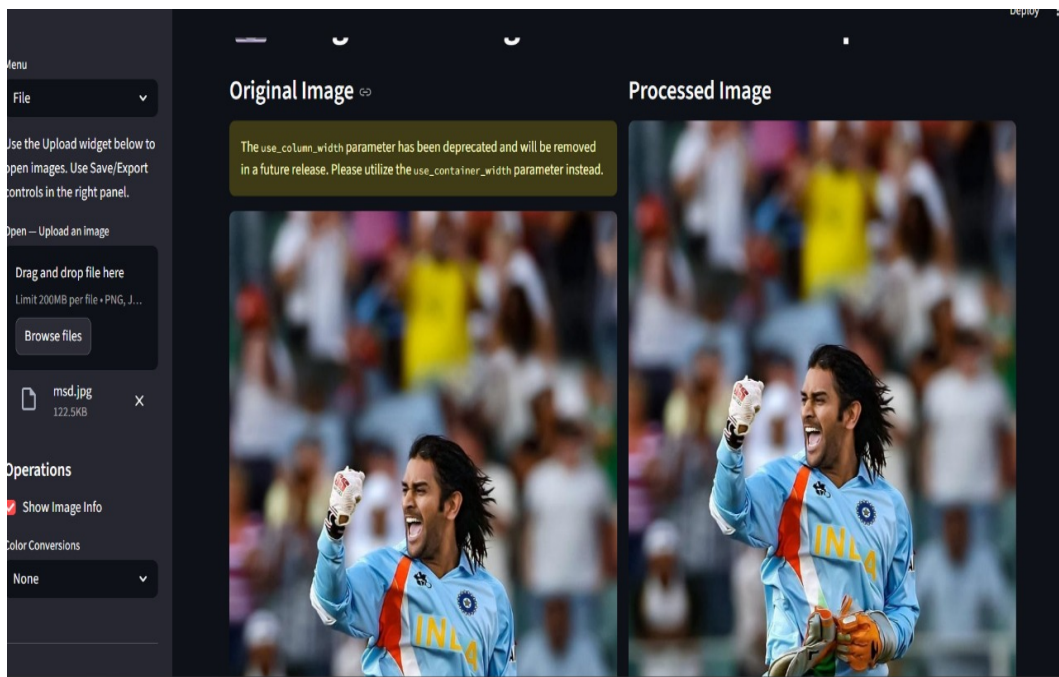 Deploy
Menu
File
Use the Upload widget below to
open images. Use Save/Export
controls in the right panel.
Open — Upload an image
Drag and drop file here
Limit 200MB per file • PNG, J...
Browse files
msd.jpg
122.5KB
X
Operations
Show Image Info
Color Conversions
None
Original Image
The use_column_width parameter has been deprecated and will be removed
in a future release. Please utilize the use_container_width parameter instead.
INDIA
Processed Image
INDIA